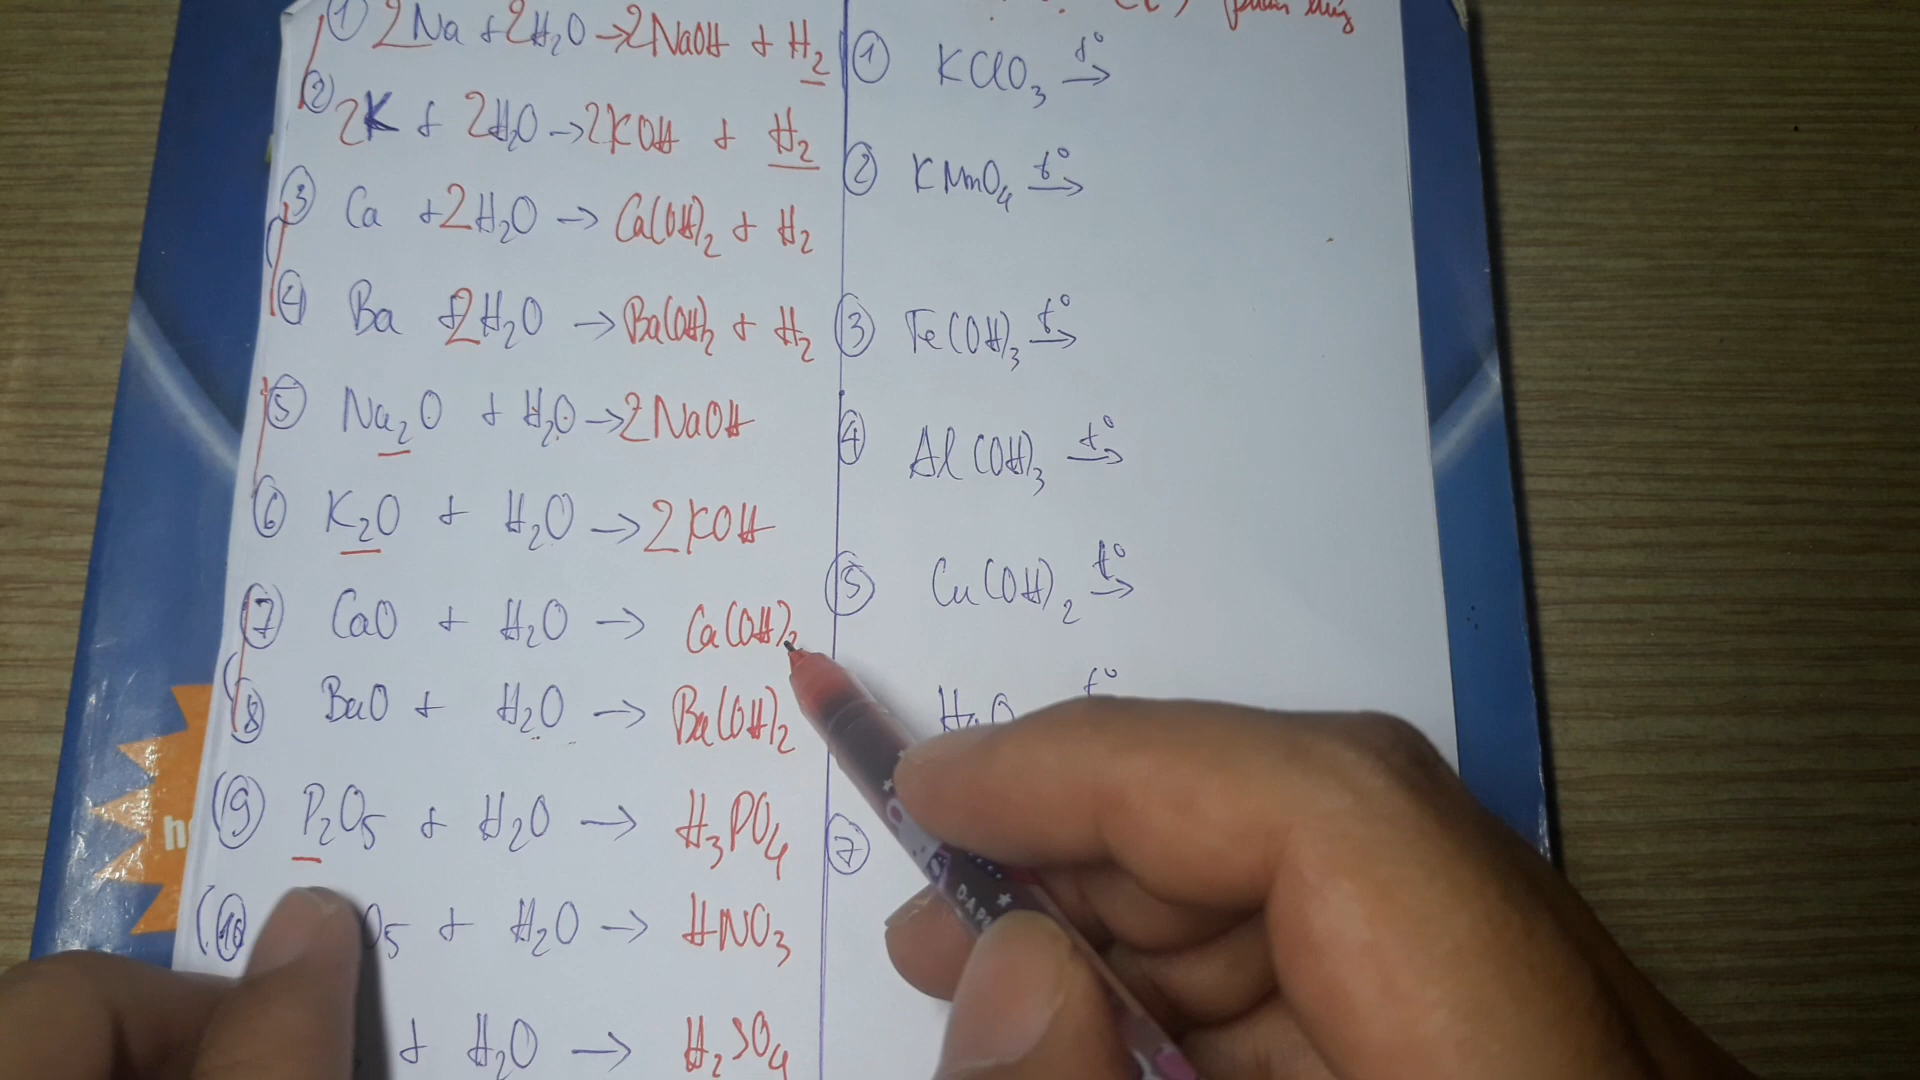 ① 2Na + 2H₂O → 2NaOH + H₂
② 2K + 2H₂O → 2KOH + H₂
③ Ca + 2H₂O → Ca(OH)₂ + H₂
④ Ba + 2H₂O → Ba(OH)₂ + H₂
⑤ Na₂O + H₂O → 2NaOH
⑥ K₂O + H₂O → 2KOH
⑦ CaO + H₂O → Ca(OH)₂
⑧ BaO + H₂O → Ba(OH)₂
⑨ P₂O₅ + H₂O → H₃PO₄
⑩ O₅ + H₂O → HNO₃
+ H₂O → H₂SO₄
① KClO₃ t° →
② KMnO₄ t° →
③ Fe(OH)₃ t° →
④ Al(OH)₃ t° →
⑤ Cu(OH)₂ t° →
t°
⑦